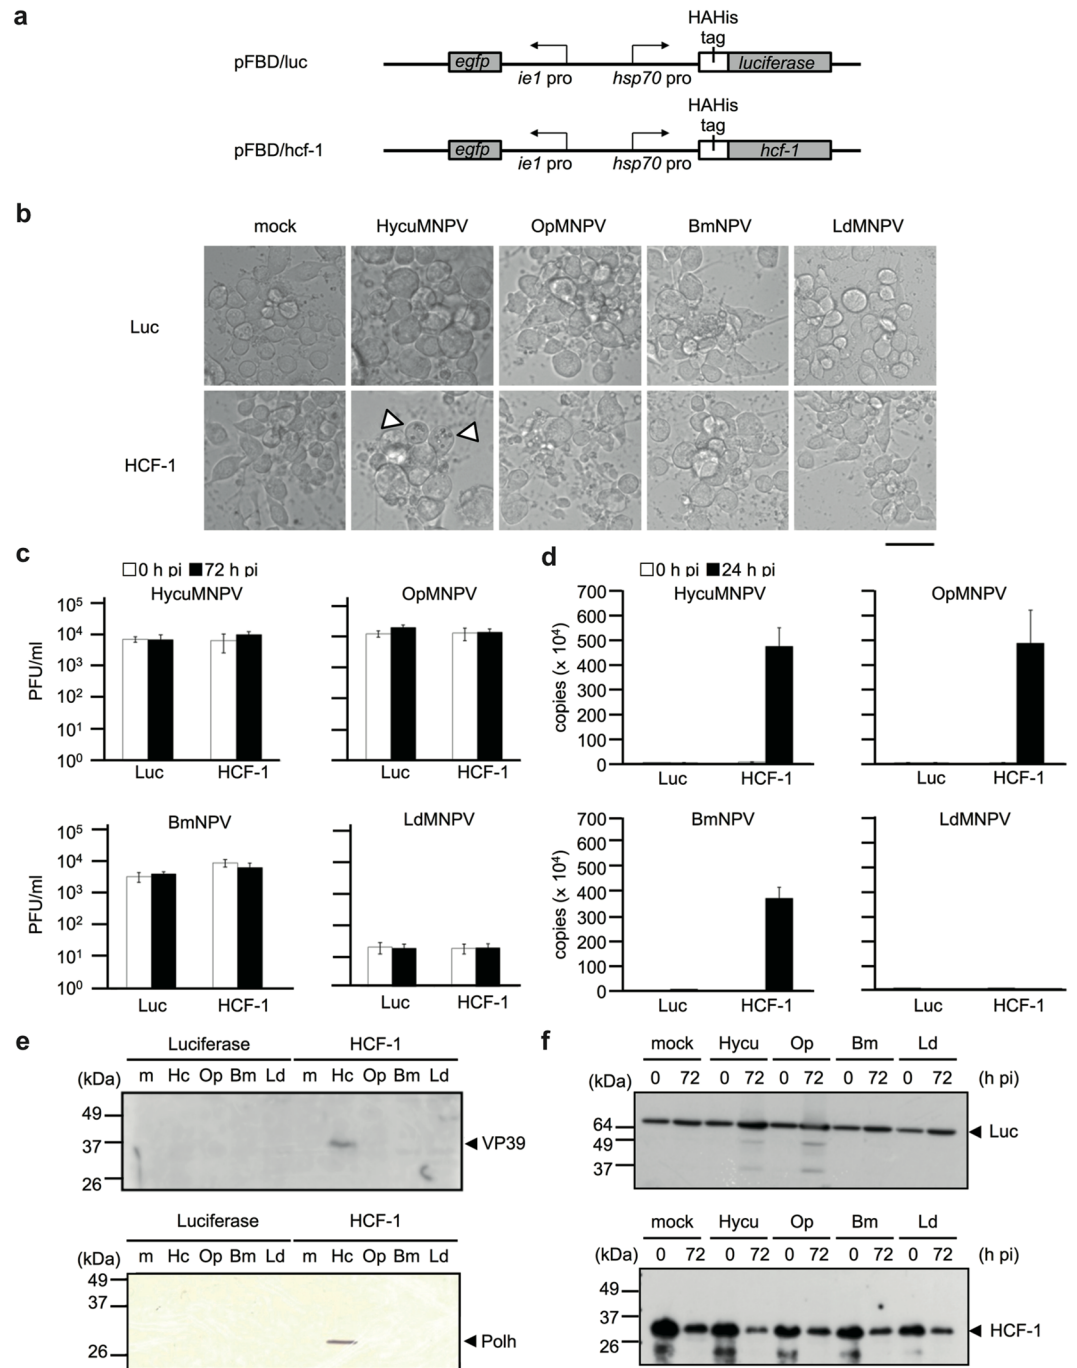 a
HAHis
tag
pFBD/luc
egfp
luciferase
ie1 pro
hsp70 pro
HAHis
tag
pFBD/hcf-1
egfp
hcf-1
ie1 pro
hsp70 pro
b
mock HycuMNPV OpMNPV BmNPV LdMNPV
Luc
HCF-1
c
0 h pi 72 h pi
HycuMNPV
OpMNPV
PFU/ml
10⁵
10⁴
10³
10²
10¹
10⁰
Luc HCF-1
Luc HCF-1
BmNPV
LdMNPV
PFU/ml
10⁵
10⁴
10³
10²
10¹
10⁰
Luc HCF-1
Luc HCF-1
d
0 h pi 24 h pi
HycuMNPV
OpMNPV
copies (× 10⁴)
700
600
500
400
300
200
100
0
Luc HCF-1
Luc HCF-1
BmNPV
LdMNPV
copies (× 10⁴)
700
600
500
400
300
200
100
0
Luc HCF-1
Luc HCF-1
e
Luciferase HCF-1
(kDa) m Hc Op Bm Ld m Hc Op Bm Ld
49
37
26
VP39
Luciferase HCF-1
(kDa) m Hc Op Bm Ld m Hc Op Bm Ld
49
37
26
Polh
f
mock Hycu Op Bm Ld
(kDa) 0 72 0 72 0 72 0 72 0 72 (h pi)
64
49
37
Luc
mock Hycu Op Bm Ld
(kDa) 0 72 0 72 0 72 0 72 0 72 (h pi)
49
37
26
HCF-1